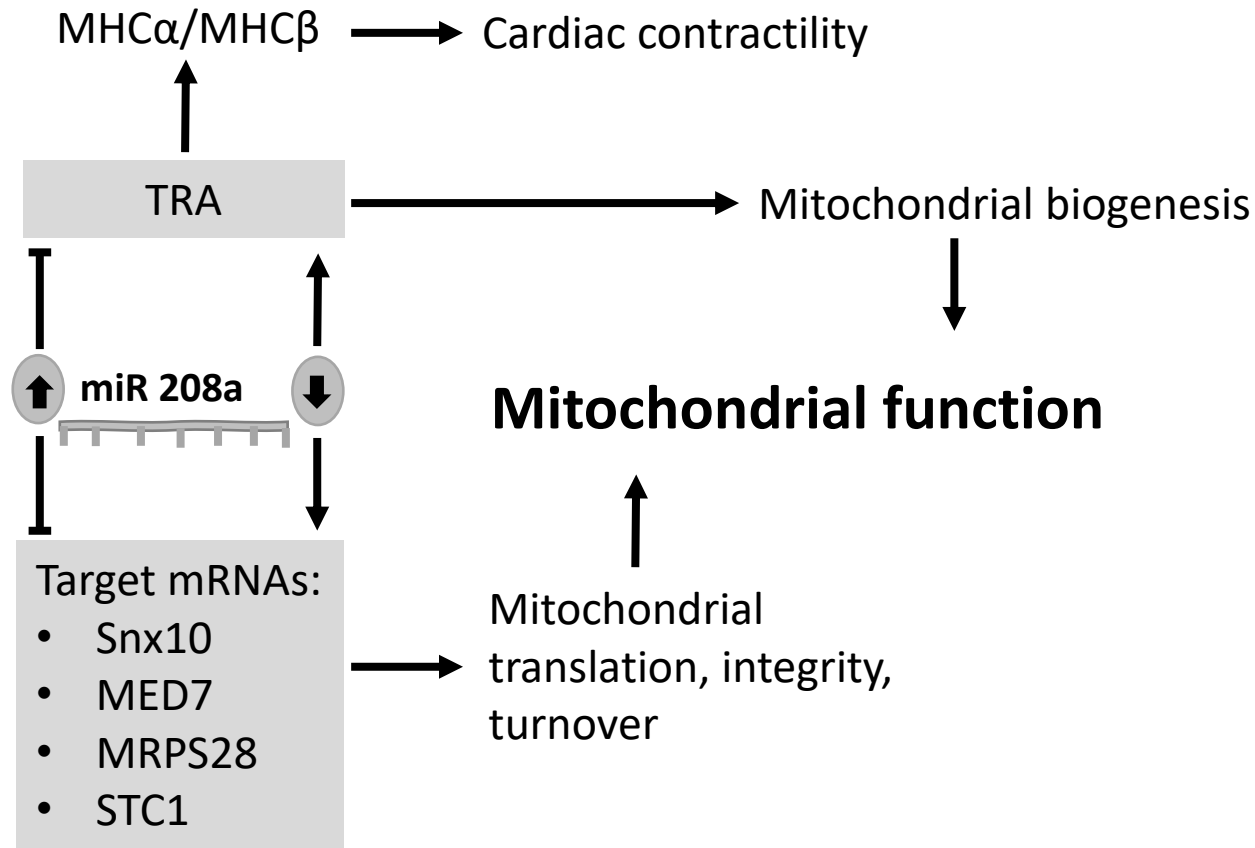 MHCα/MHCβ
Cardiac contractility
TRA
Mitochondrial biogenesis
miR 208a
Mitochondrial function
Target mRNAs:
• Snx10
• MED7
• MRPS28
• STC1
Mitochondrial
translation, integrity,
turnover